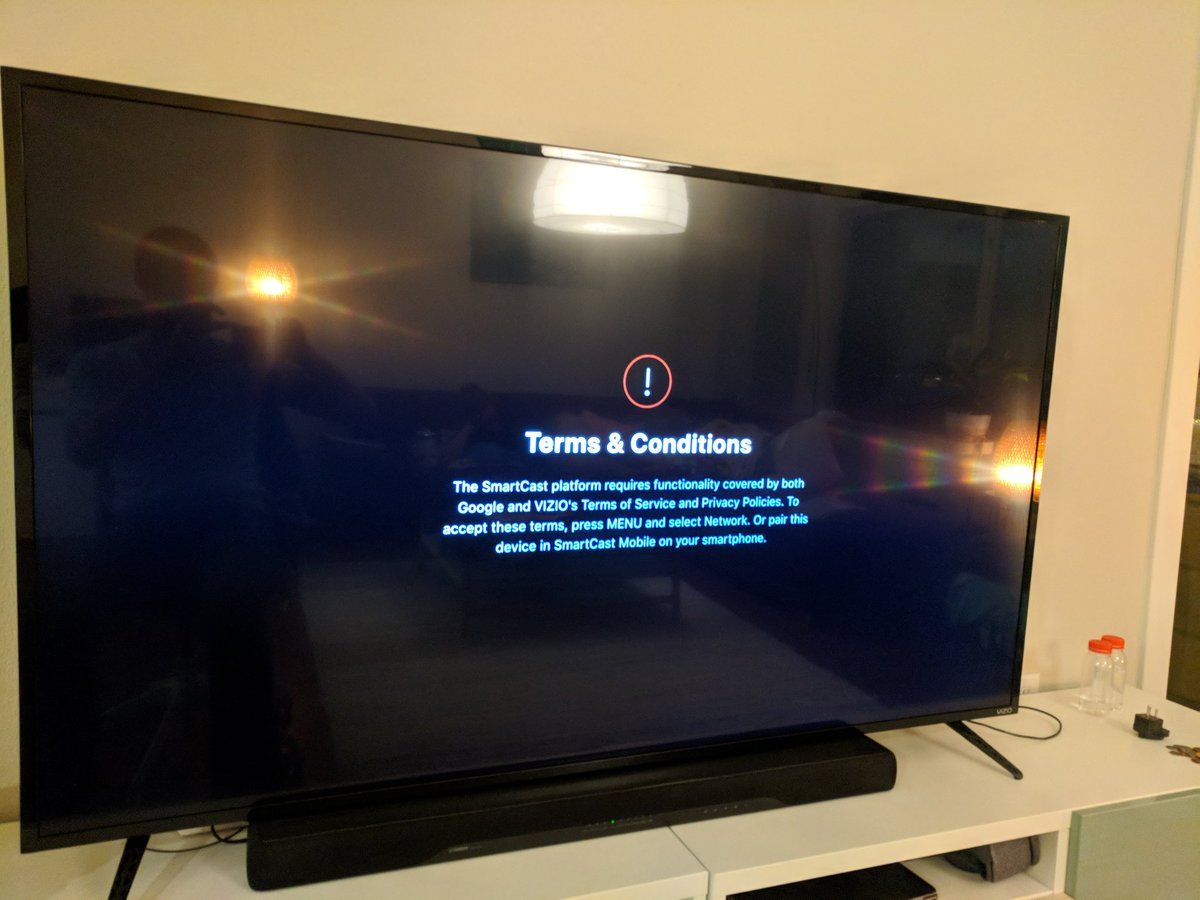 !
Terms & Conditions
The SmartCast platform requires functionality covered by both
Google and VIZIO's Terms of Service and Privacy Policies. To
accept these terms, press MENU and select Network. Or pair this
device in SmartCast Mobile on your smartphone.
VIZIO